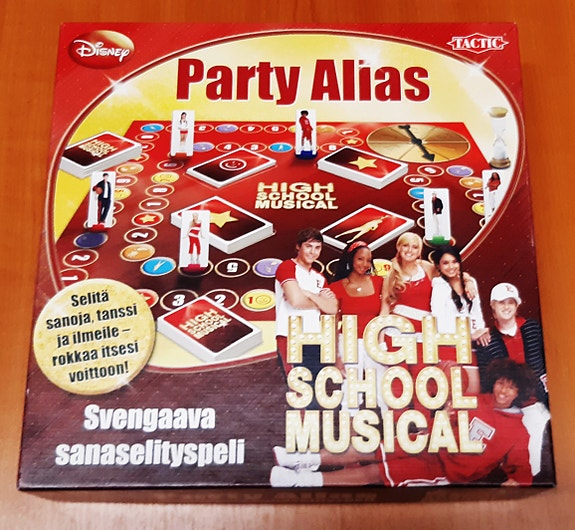 Disney
TACTIC
Party Alias
HIGH
SCHOOL
MUSICAL
Selitä
sanoja, tanssi
ja ilmeile –
rokkaa itsesi
voittoon!
HIGH
SCHOOL
MUSICAL
Svengaava
sanaselityspeli